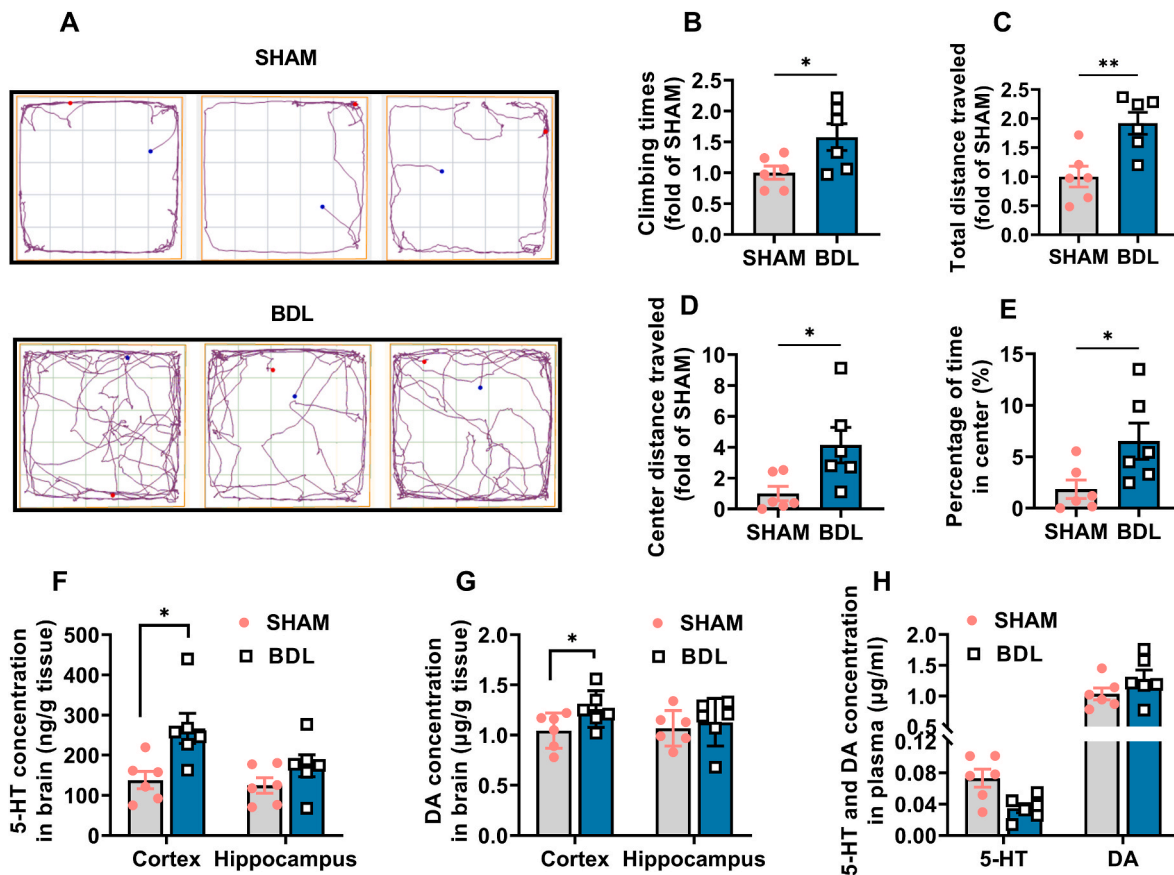 A
SHAM
BDL
B
Climbing times
(fold of SHAM)
2.5
2.0
1.5
1.0
0.5
0.0
*
SHAM BDL
C
Total distance traveled
(fold of SHAM)
2.5
2.0
1.5
1.0
0.5
0.0
**
SHAM BDL
D
Center distance traveled
(fold of SHAM)
10
8
6
4
2
0
*
SHAM BDL
E
Percentage of time
in center (%)
15
10
5
0
*
SHAM BDL
F
5-HT concentration
in brain (ng/g tissue)
500
400
300
200
100
0
*
SHAM
BDL
Cortex Hippocampus
G
DA concentration
in brain (μg/g tissue)
2.0
1.5
1.0
0.5
0.0
*
SHAM
BDL
Cortex Hippocampus
H
5-HT and DA concentration
in plasma (μg/ml)
2.0
1.5
1.0
0.5
0.12
0.08
0.04
0.00
SHAM
BDL
5-HT DA